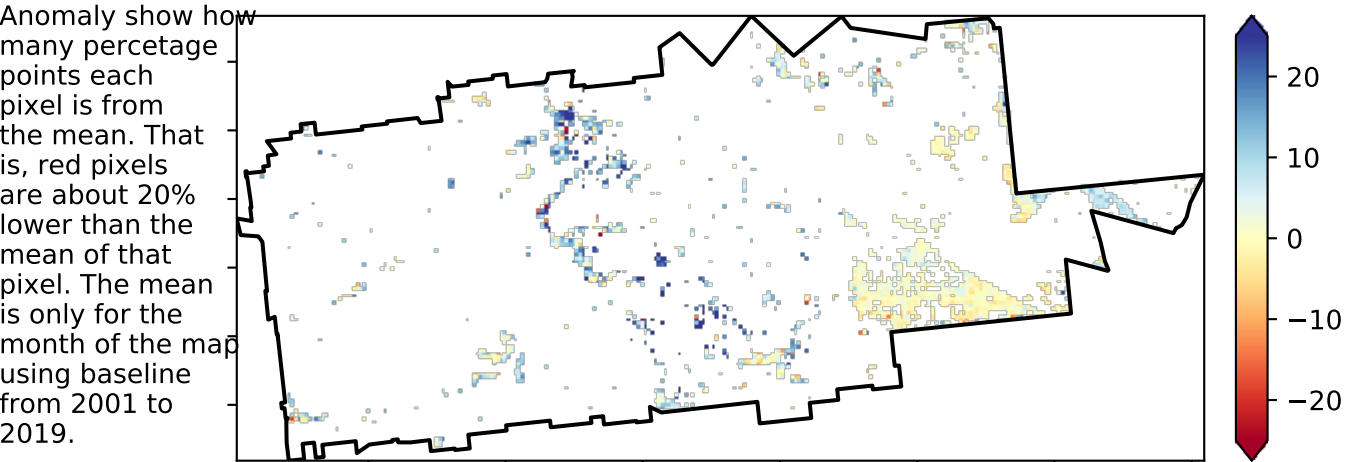 Anomaly show how
many percetage
points each
pixel is from
the mean. That
is, red pixels
are about 20%
lower than the
mean of that
pixel. The mean
is only for the
month of the map
using baseline
from 2001 to
2019.
20
10
0
−10
−20